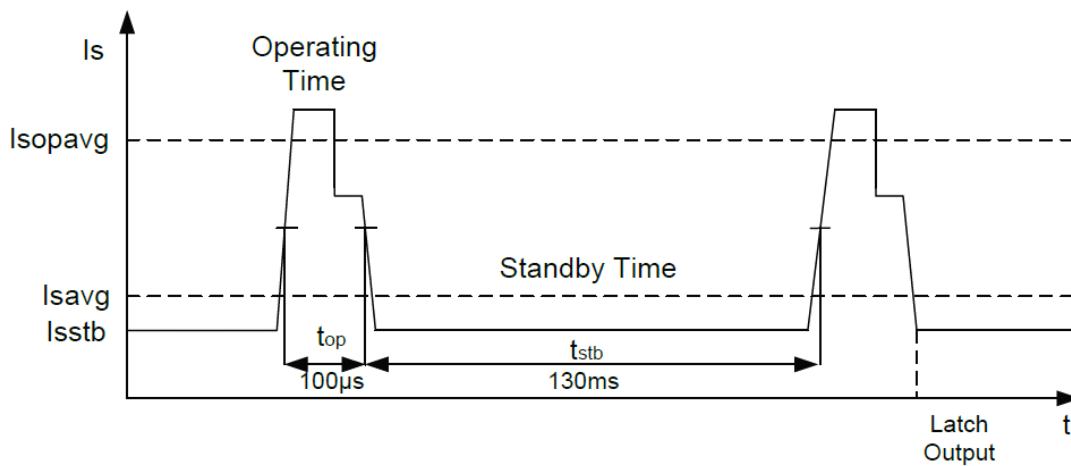 Is
Operating
Time
Isopavg
Standby Time
Isavg
Isstb
top
tstb
100µs
130ms
t
Latch
Output